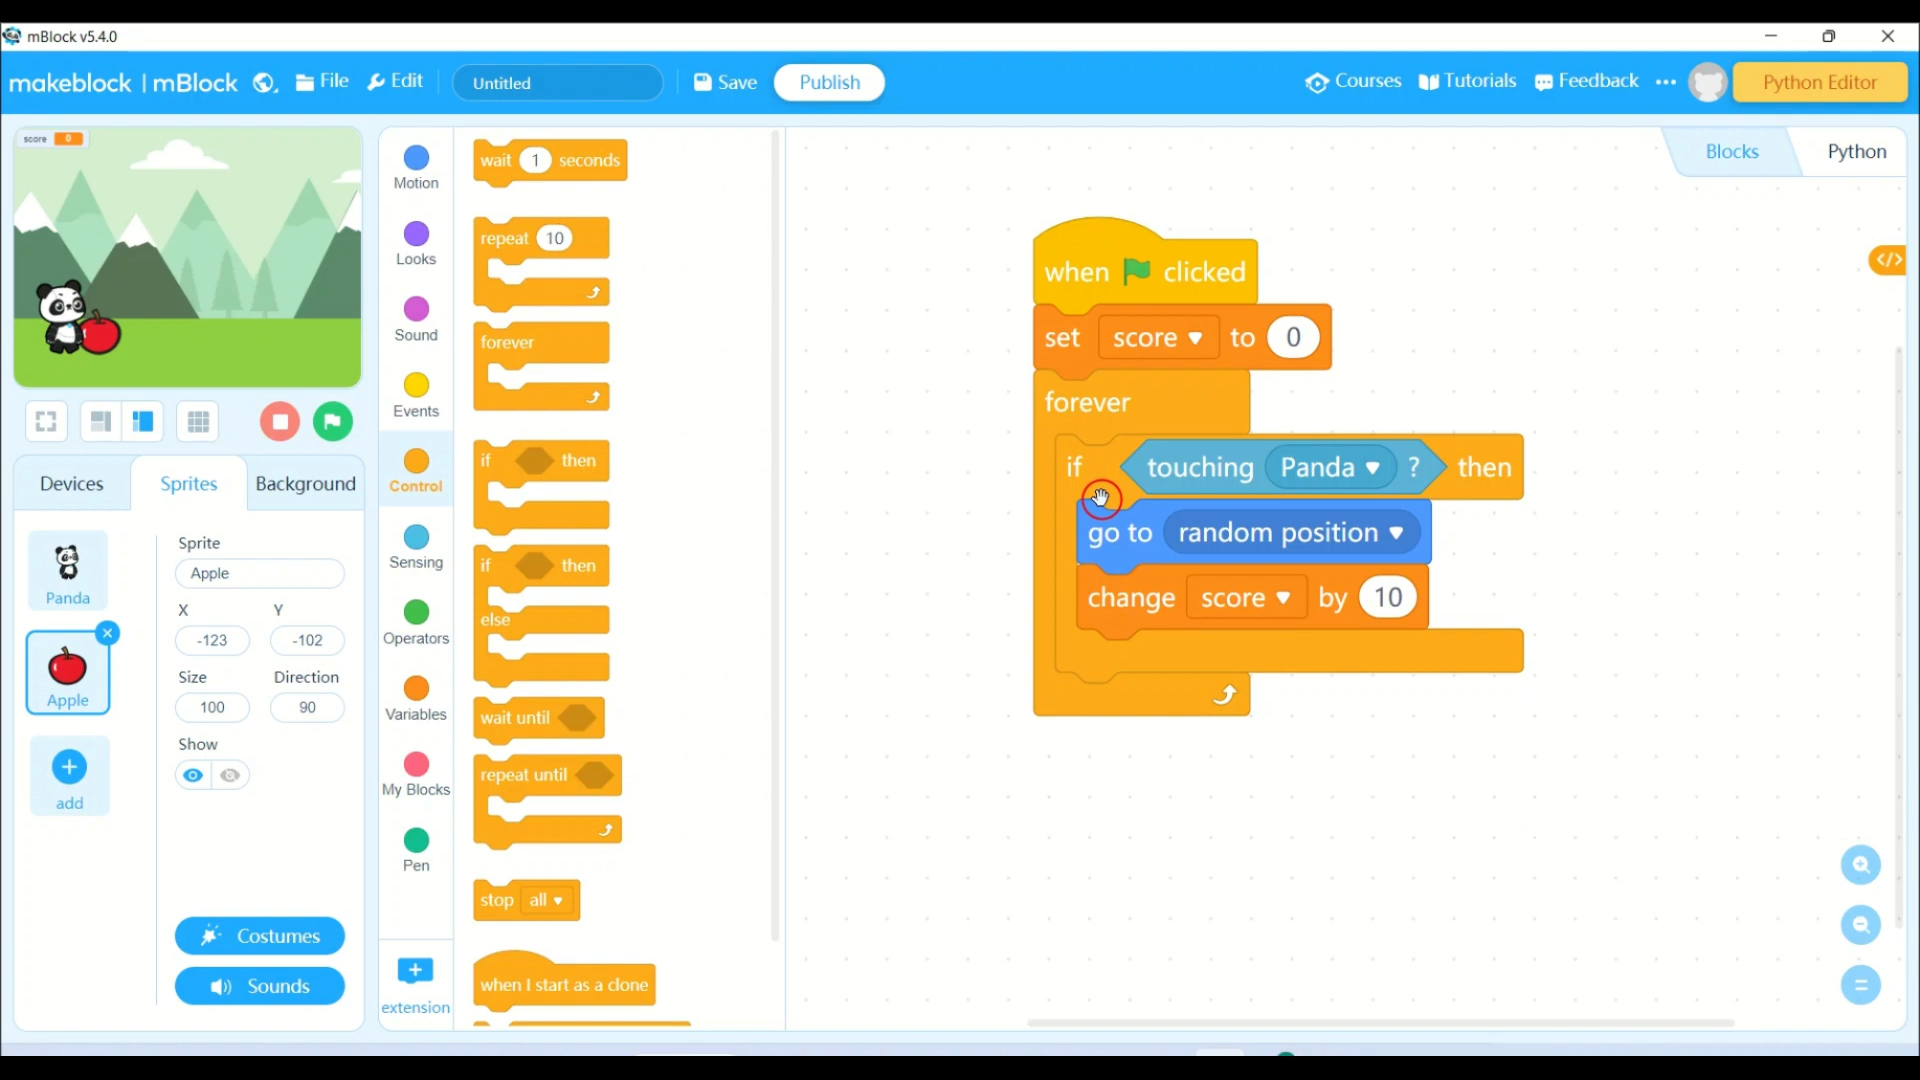 mBlock v5.4.0
makeblock | mBlock File Edit Untitled Save Publish Courses Tutorials Feedback Python Editor
score 0
Devices Sprites Background
Panda
Apple
add
Sprite
Apple
X Y
-123 -102
Size Direction
100 90
Show
Costumes
Sounds
Motion
Looks
Sound
Events
Control
Sensing
Operators
Variables
My Blocks
Pen
extension
wait 1 seconds
repeat 10
forever
if then
if then
else
wait until
repeat until
stop all
when I start as a clone
Blocks Python
</>
when clicked
set score to 0
forever
if touching Panda ? then
go to random position
change score by 10